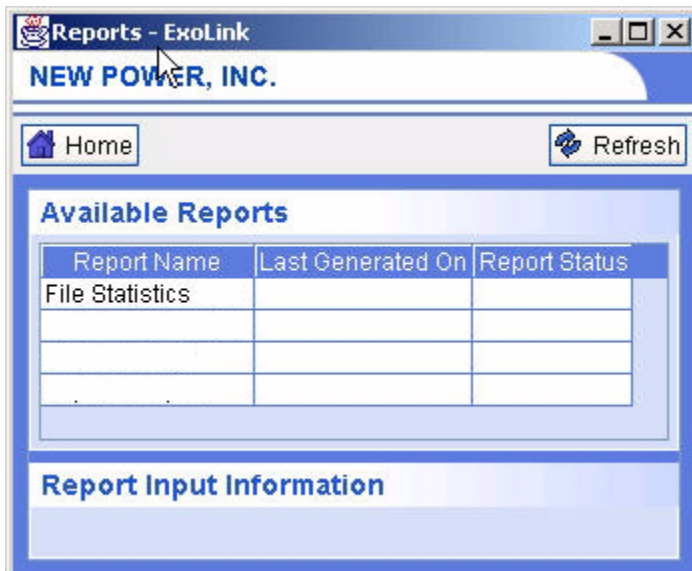 Reports - ExoLink
NEW POWER, INC.
Home
Refresh
Available Reports
Report Name Last Generated On Report Status
File Statistics
Report Input Information